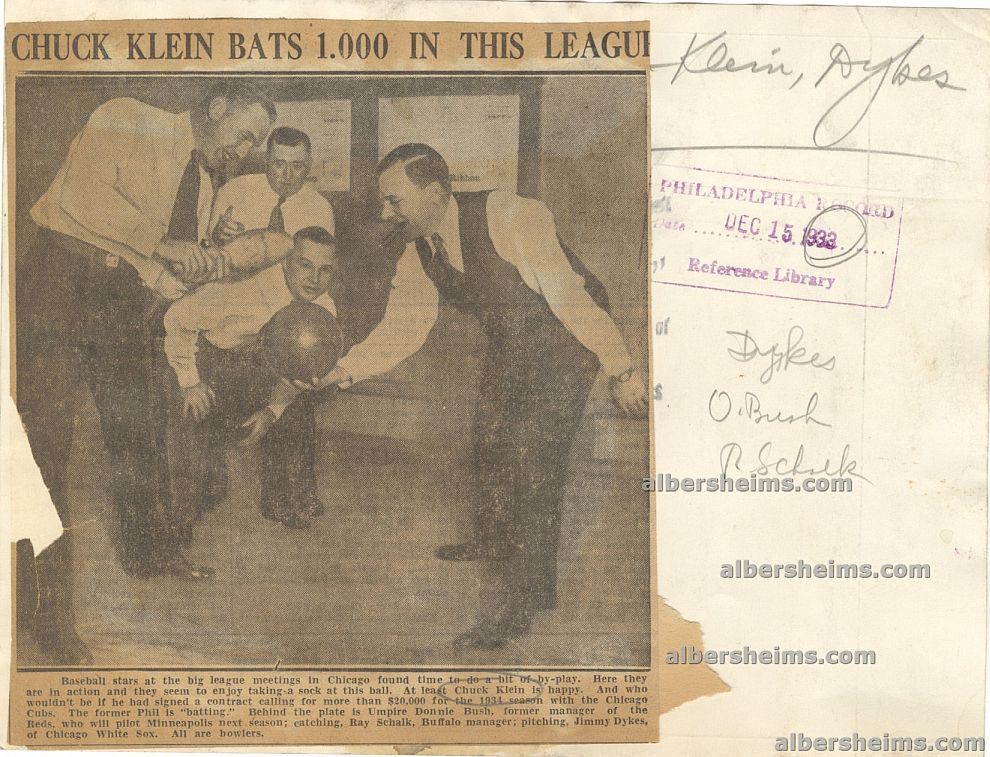 CHUCK KLEIN BATS 1.000 IN THIS LEAGUE
Ribbon
Baseball stars at the big league meetings in Chicago found time to do a bit of by-play. Here they
are in action and they seem to enjoy taking a sock at this ball. At least Chuck Klein is happy. And who
wouldn't be if he had signed a contract calling for more than $20,000 for the 1934 season with the Chicago
Cubs. The former Phil is "batting." Behind the plate is Umpire Donnie Bush, former manager of the
Reds, who will pilot Minneapolis next season; catching, Ray Schalk, Buffalo manager; pitching, Jimmy Dykes,
of Chicago White Sox. All are bowlers.
Klein, Dykes
PHILADELPHIA RECORD
Date DEC 15 1933
Reference Library
of
Dykes
O. Bush
R. Schalk
albersheims.com
albersheims.com
albersheims.com
albersheims.com